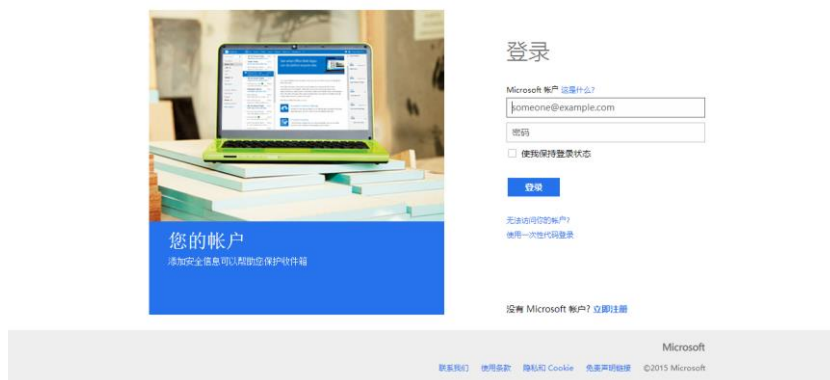 登录
Microsoft 帐户 这是什么?
someone@example.com
密码
使我保持登录状态
登录
无法访问你的帐户?
使用一次性代码登录
您的帐户
添加安全信息可以帮助您保护收件箱
没有 Microsoft 帐户? 立即注册
Microsoft
联系我们 使用条款 隐私和 Cookie 免责声明链接 ©2015 Microsoft